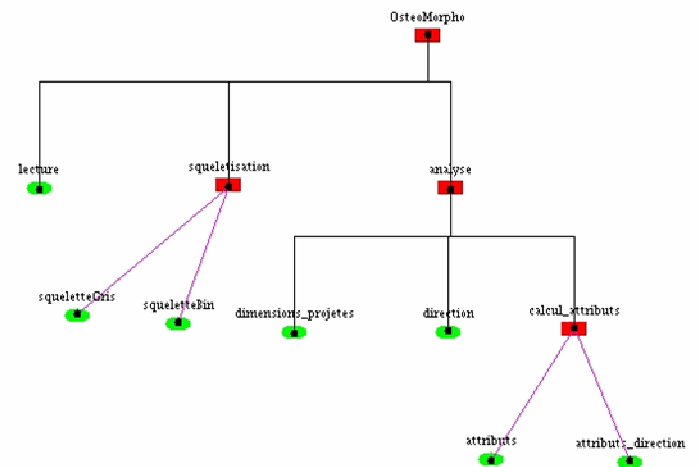 OsteoMorpho
lecture
squeletisation
analyse
squeletteGris
squeletteBin
dimensions_projetes
direction
calcul_attributs
attributs
attributs_direction